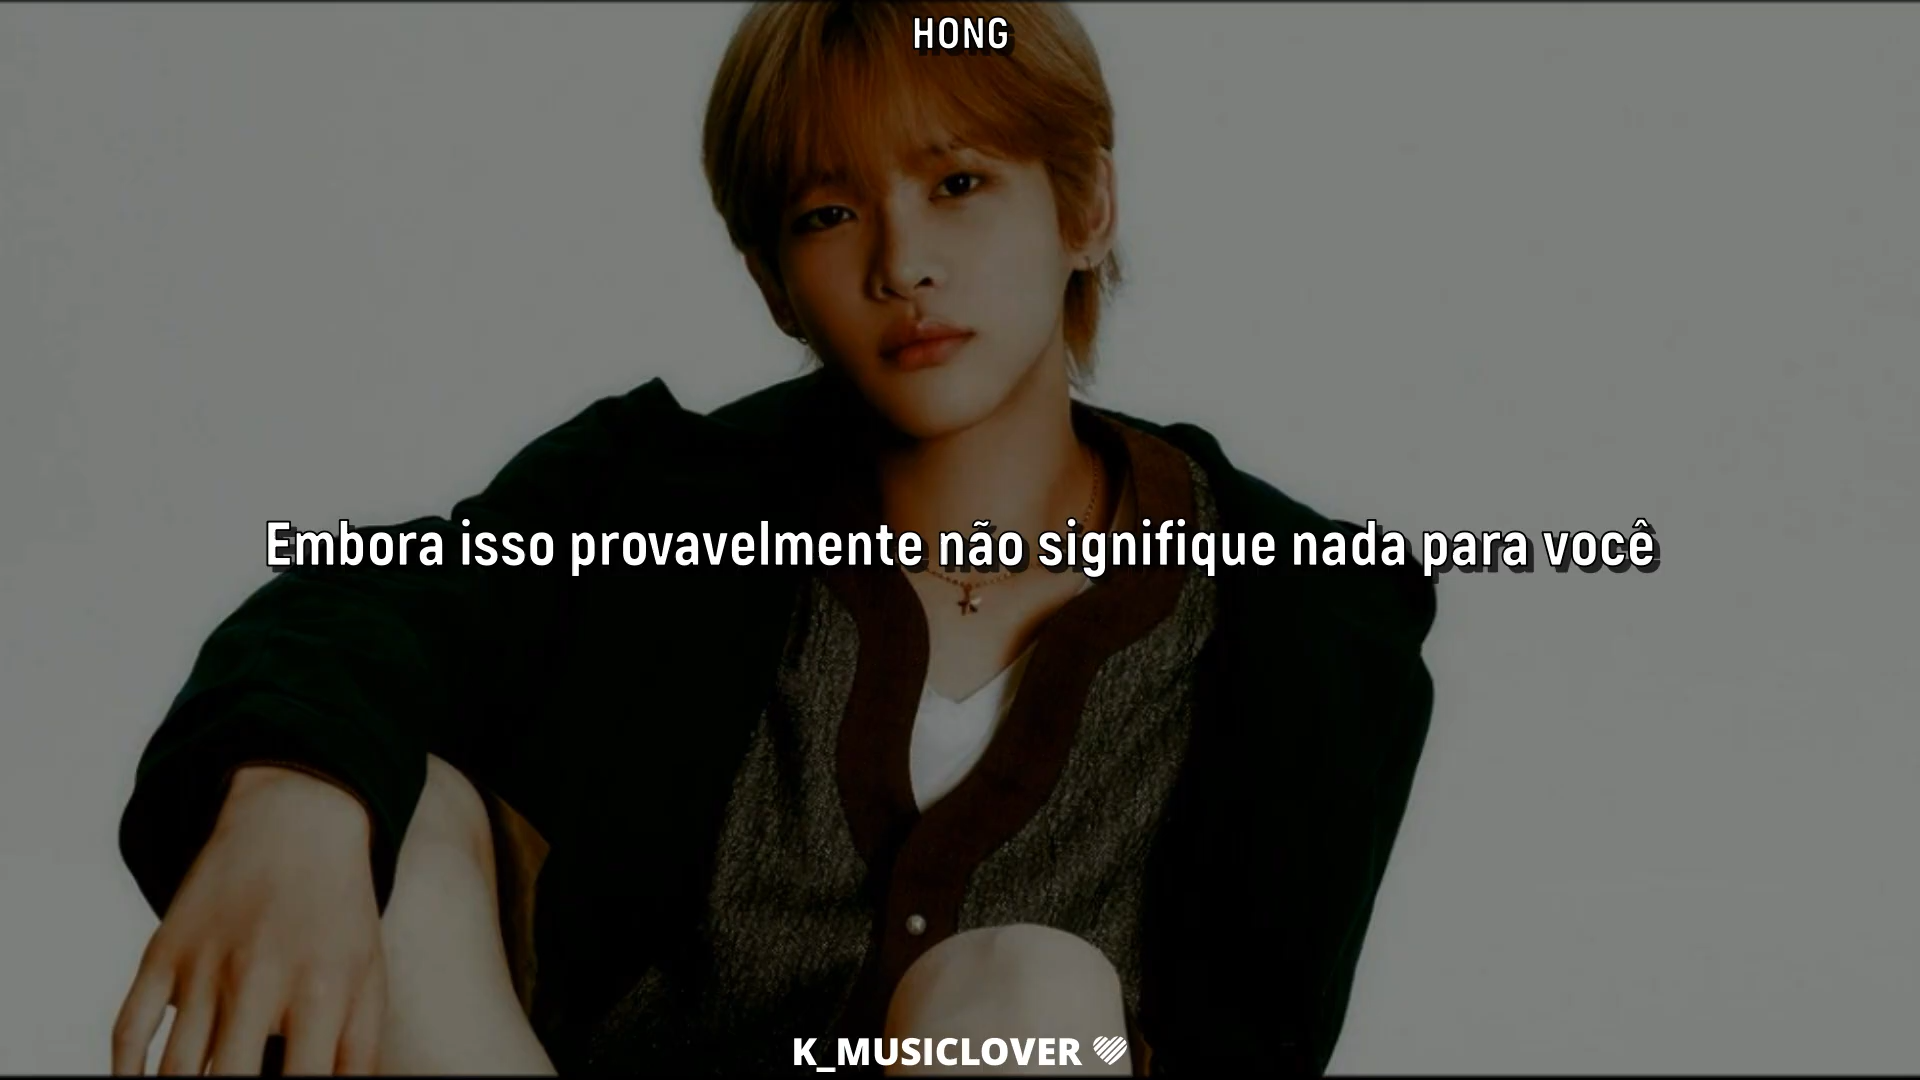 HONG
Embora isso provavelmente não signifique nada para você
K_MUSICLOVER